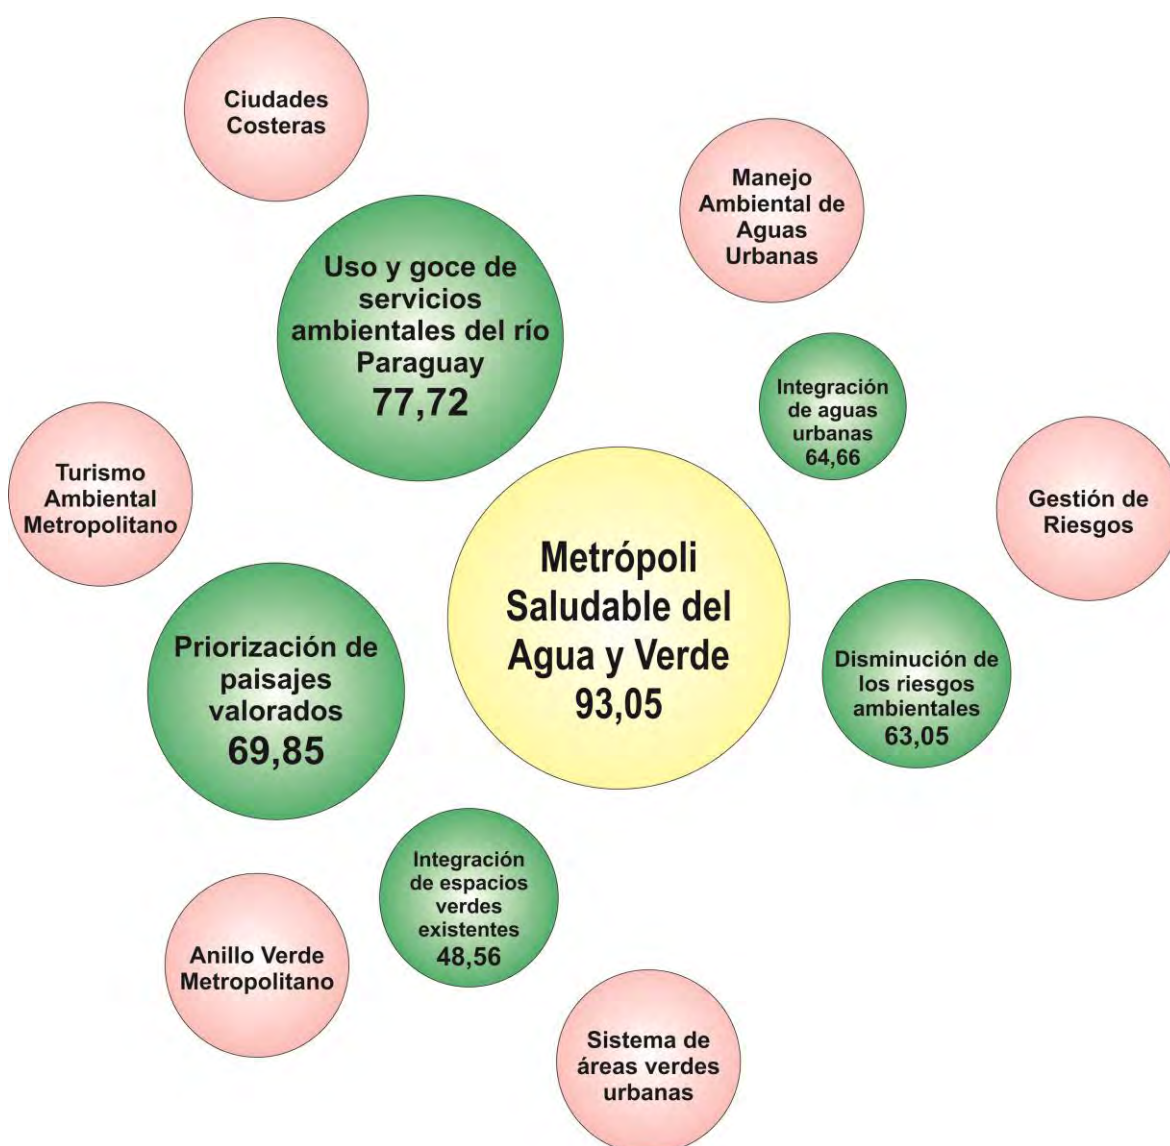 Ciudades
Costeras
Manejo
Ambiental de
Aguas
Urbanas
Uso y goce de
servicios
ambientales del río
Paraguay
77,72
Integración
de aguas
urbanas
64,66
Turismo
Ambiental
Metropolitano
Gestión de
Riesgos
Metrópoli
Saludable del
Agua y Verde
93,05
Priorización de
paisajes
valorados
69,85
Disminución de
los riesgos
ambientales
63,05
Integración
de espacios
verdes
existentes
48,56
Anillo Verde
Metropolitano
Sistema de
áreas verdes
urbanas